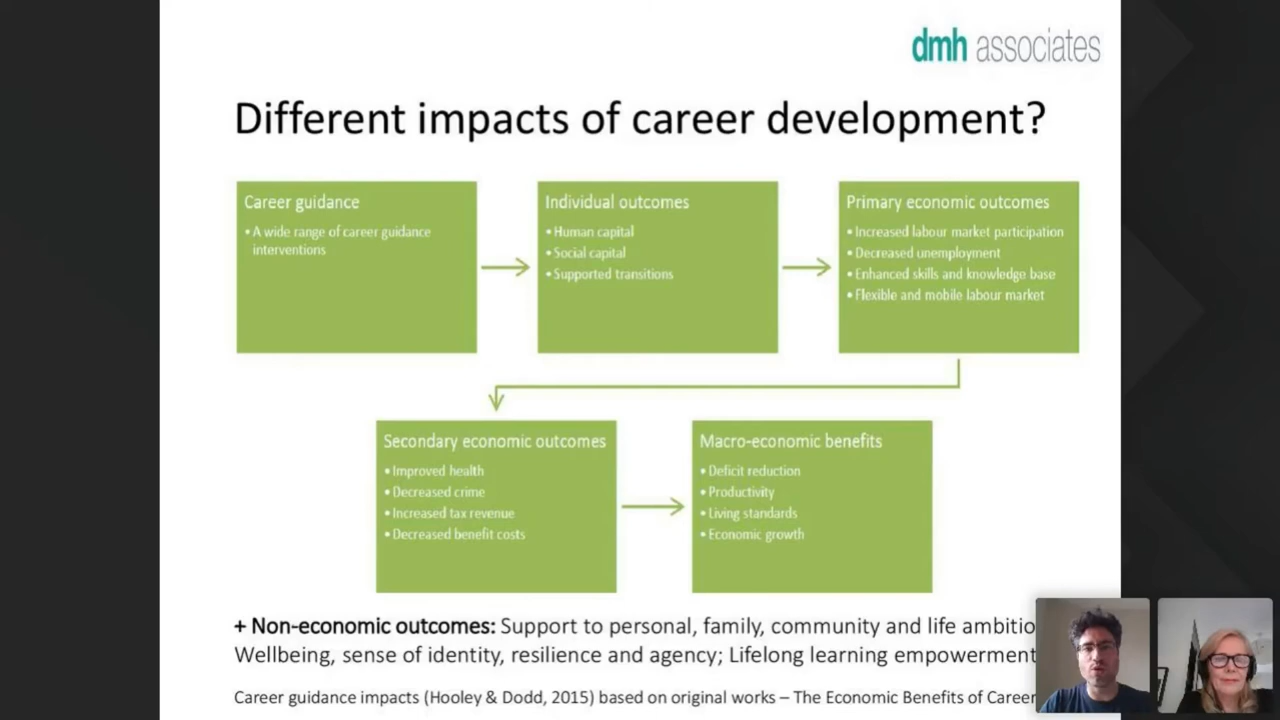 dmh associates
Different impacts of career development?
Career guidance
• A wide range of career guidance
interventions
Individual outcomes
• Human capital
• Social capital
• Supported transitions
Primary economic outcomes
• Increased labour market participation
• Decreased unemployment
• Enhanced skills and knowledge base
• Flexible and mobile labour market
Secondary economic outcomes
• Improved health
• Decreased crime
• Increased tax revenue
• Decreased benefit costs
Macro-economic benefits
• Deficit reduction
• Productivity
• Living standards
• Economic growth
+ Non-economic outcomes: Support to personal, family, community and life ambitio
Wellbeing, sense of identity, resilience and agency; Lifelong learning empowerment
Career guidance impacts (Hooley & Dodd, 2015) based on original works – The Economic Benefits of Career